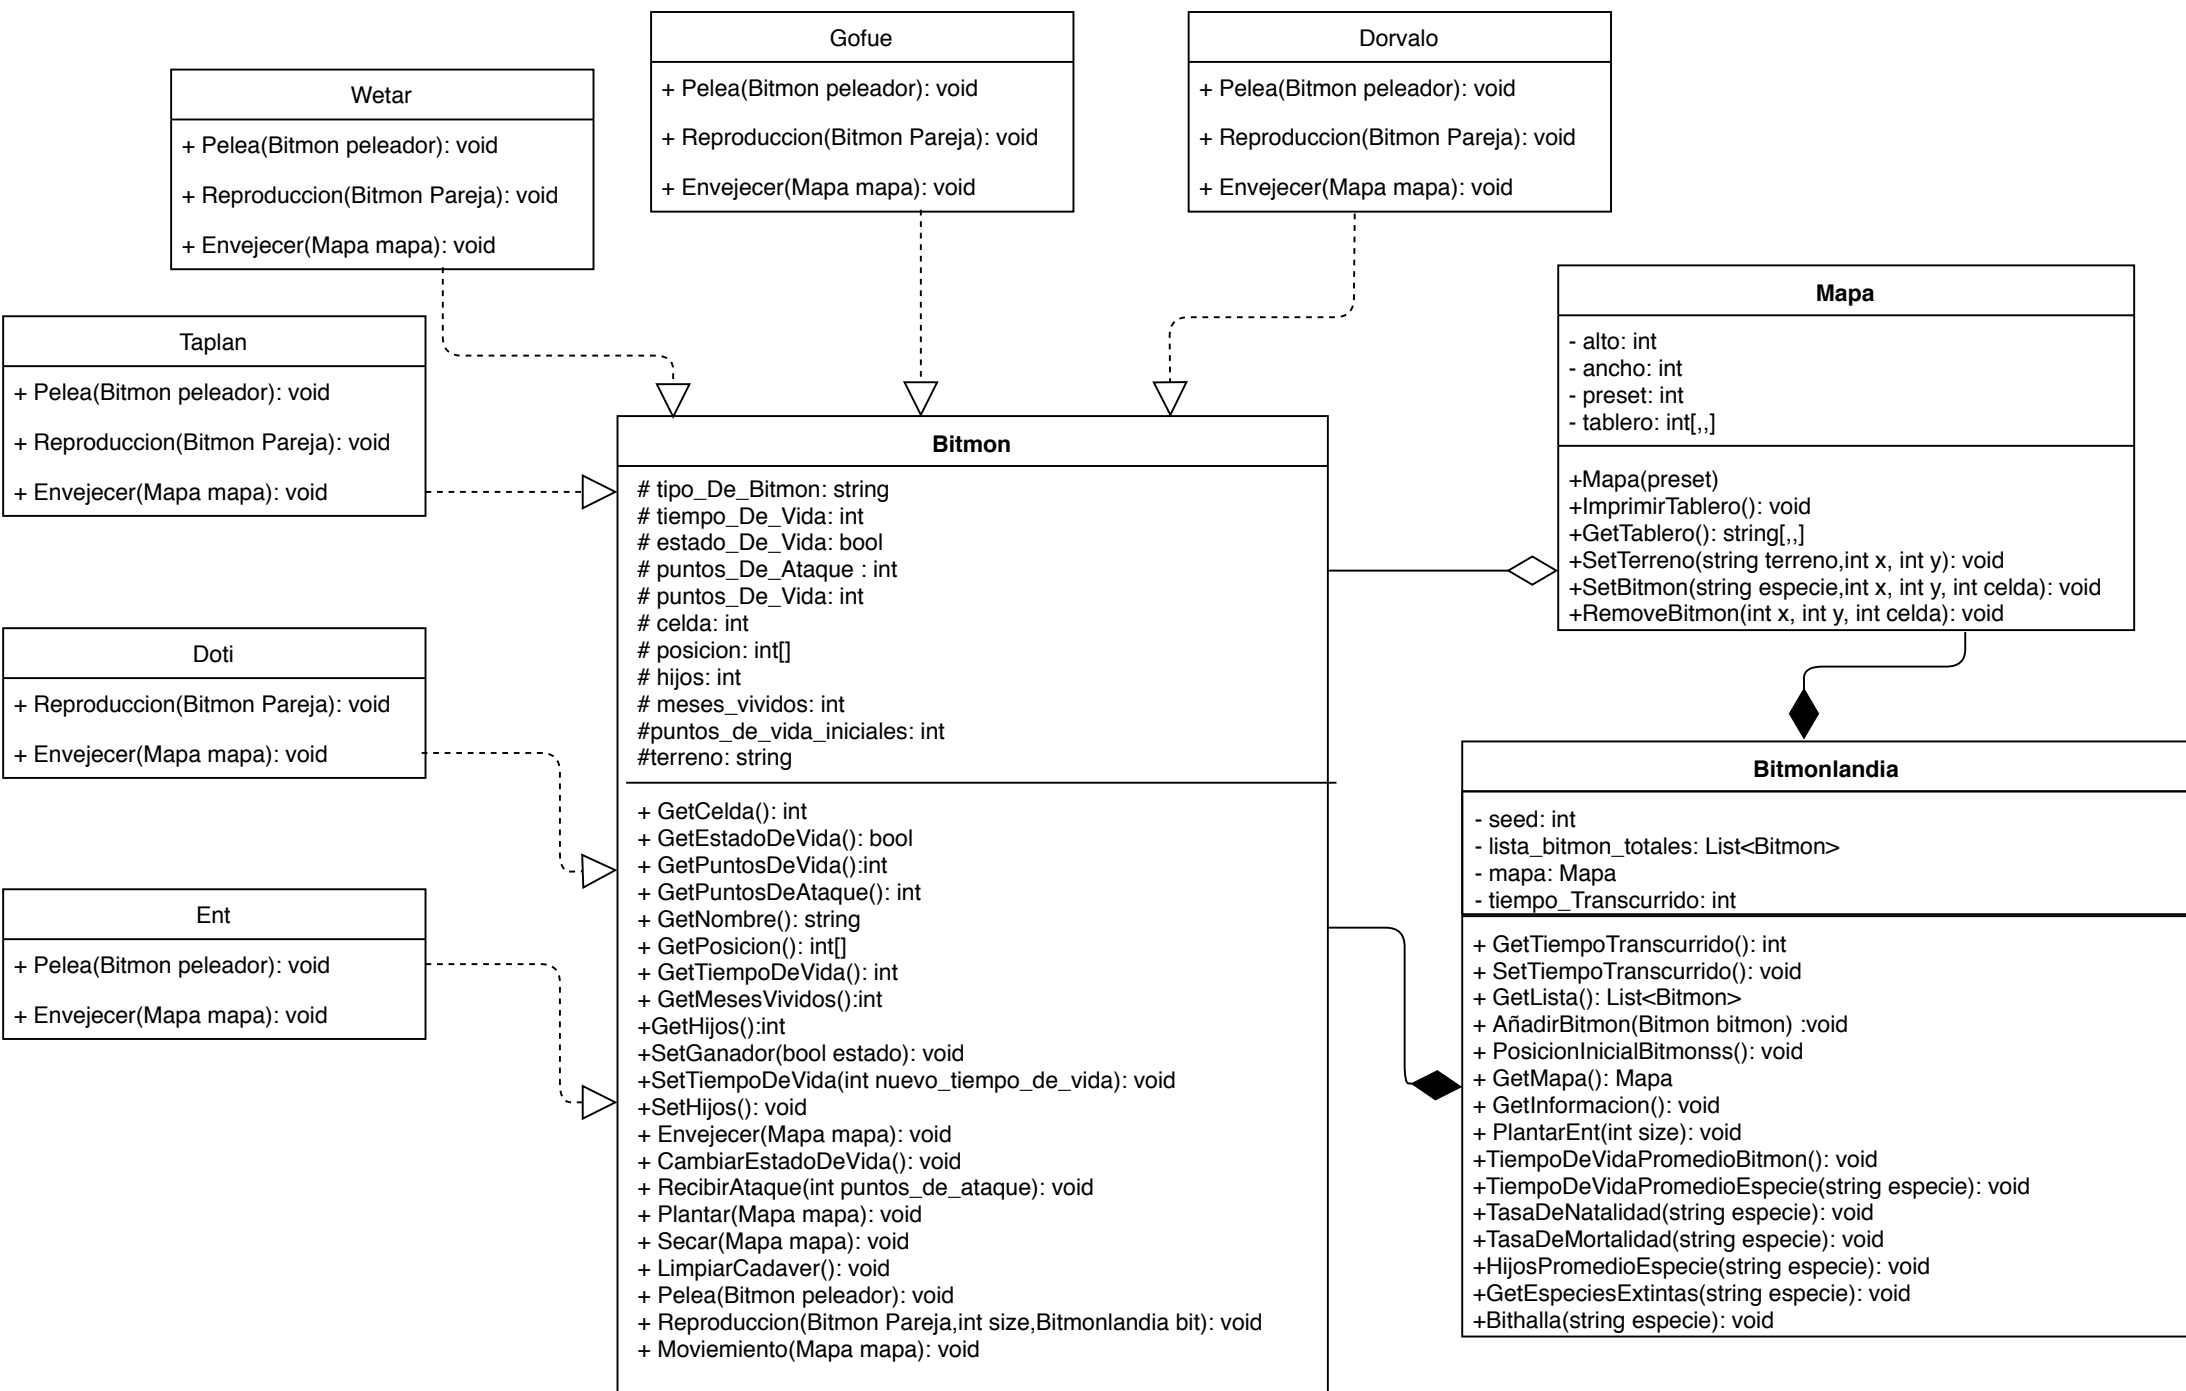 Gofue
+ Pelea(Bitmon peleador): void
+ Reproduccion(Bitmon Pareja): void
+ Envejecer(Mapa mapa): void
Dorvalo
+ Pelea(Bitmon peleador): void
+ Reproduccion(Bitmon Pareja): void
+ Envejecer(Mapa mapa): void
Wetar
+ Pelea(Bitmon peleador): void
+ Reproduccion(Bitmon Pareja): void
+ Envejecer(Mapa mapa): void
Taplan
+ Pelea(Bitmon peleador): void
+ Reproduccion(Bitmon Pareja): void
+ Envejecer(Mapa mapa): void
Doti
+ Reproduccion(Bitmon Pareja): void
+ Envejecer(Mapa mapa): void
Ent
+ Pelea(Bitmon peleador): void
+ Envejecer(Mapa mapa): void
Bitmon
# tipo_De_Bitmon: string
# tiempo_De_Vida: int
# estado_De_Vida: bool
# puntos_De_Ataque : int
# puntos_De_Vida: int
# celda: int
# posicion: int[]
# hijos: int
# meses_vividos: int
#puntos_de_vida_iniciales: int
#terreno: string
+ GetCelda(): int
+ GetEstadoDeVida(): bool
+ GetPuntosDeVida():int
+ GetPuntosDeAtaque(): int
+ GetNombre(): string
+ GetPosicion(): int[]
+ GetTiempoDeVida(): int
+ GetMesesVividos():int
+GetHijos():int
+SetGanador(bool estado): void
+SetTiempoDeVida(int nuevo_tiempo_de_vida): void
+SetHijos(): void
+ Envejecer(Mapa mapa): void
+ CambiarEstadoDeVida(): void
+ RecibirAtaque(int puntos_de_ataque): void
+ Plantar(Mapa mapa): void
+ Secar(Mapa mapa): void
+ LimpiarCadaver(): void
+ Pelea(Bitmon peleador): void
+ Reproduccion(Bitmon Pareja,int size,Bitmonlandia bit): void
+ Moviemiento(Mapa mapa): void
Mapa
- alto: int
- ancho: int
- preset: int
- tablero: int[,,]
+Mapa(preset)
+ImprimirTablero(): void
+GetTablero(): string[,,]
+SetTerreno(string terreno,int x, int y): void
+SetBitmon(string especie,int x, int y, int celda): void
+RemoveBitmon(int x, int y, int celda): void
Bitmonlandia
- seed: int
- lista_bitmon_totales: List<Bitmon>
- mapa: Mapa
- tiempo_Transcurrido: int
+ GetTiempoTranscurrido(): int
+ SetTiempoTranscurrido(): void
+ GetLista(): List<Bitmon>
+ AñadirBitmon(Bitmon bitmon) :void
+ PosicionInicialBitmonss(): void
+ GetMapa(): Mapa
+ GetInformacion(): void
+ PlantarEnt(int size): void
+TiempoDeVidaPromedioBitmon(): void
+TiempoDeVidaPromedioEspecie(string especie): void
+TasaDeNatalidad(string especie): void
+TasaDeMortalidad(string especie): void
+HijosPromedioEspecie(string especie): void
+GetEspeciesExtintas(string especie): void
+Bithalla(string especie): void